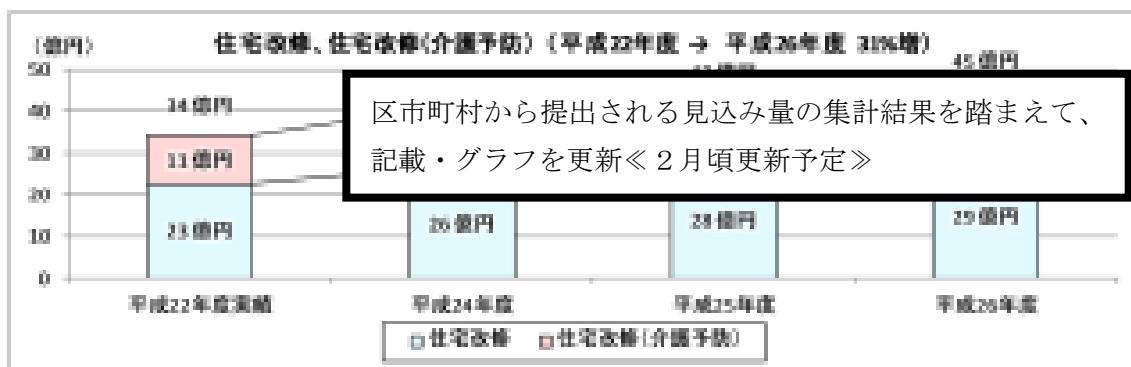 (億円)
住宅改修、住宅改修(介護予防) (平成22年度 → 平成26年度 31%増)
50
45億円
40
34億円
区市町村から提出される見込み量の集計結果を踏まえて、
記載・グラフを更新≪２月頃更新予定≫
30
11億円
20
23億円
26億円
28億円
29億円
10
0
平成22年度実績
平成24年度
平成25年度
平成26年度
住宅改修
住宅改修(介護予防)